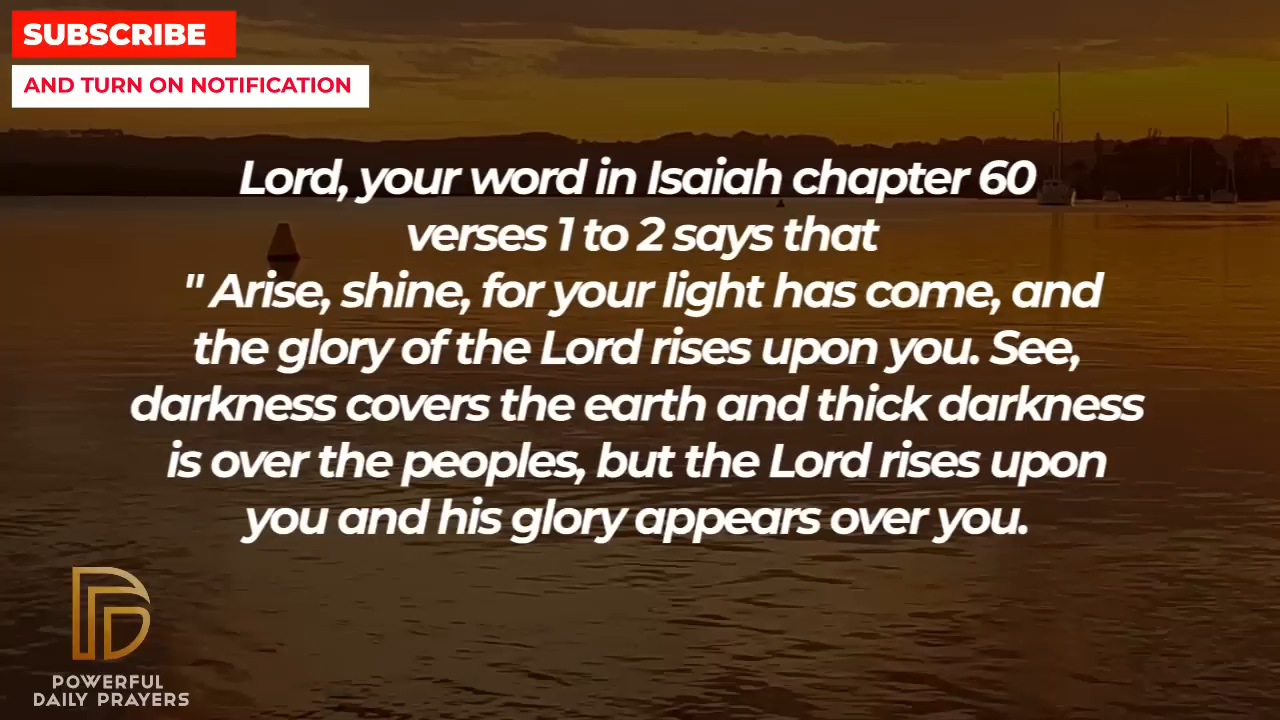 SUBSCRIBE
AND TURN ON NOTIFICATION
Lord, your word in Isaiah chapter 60
verses 1 to 2 says that
" Arise, shine, for your light has come, and
the glory of the Lord rises upon you. See,
darkness covers the earth and thick darkness
is over the peoples, but the Lord rises upon
you and his glory appears over you.
POWERFUL
DAILY PRAYERS